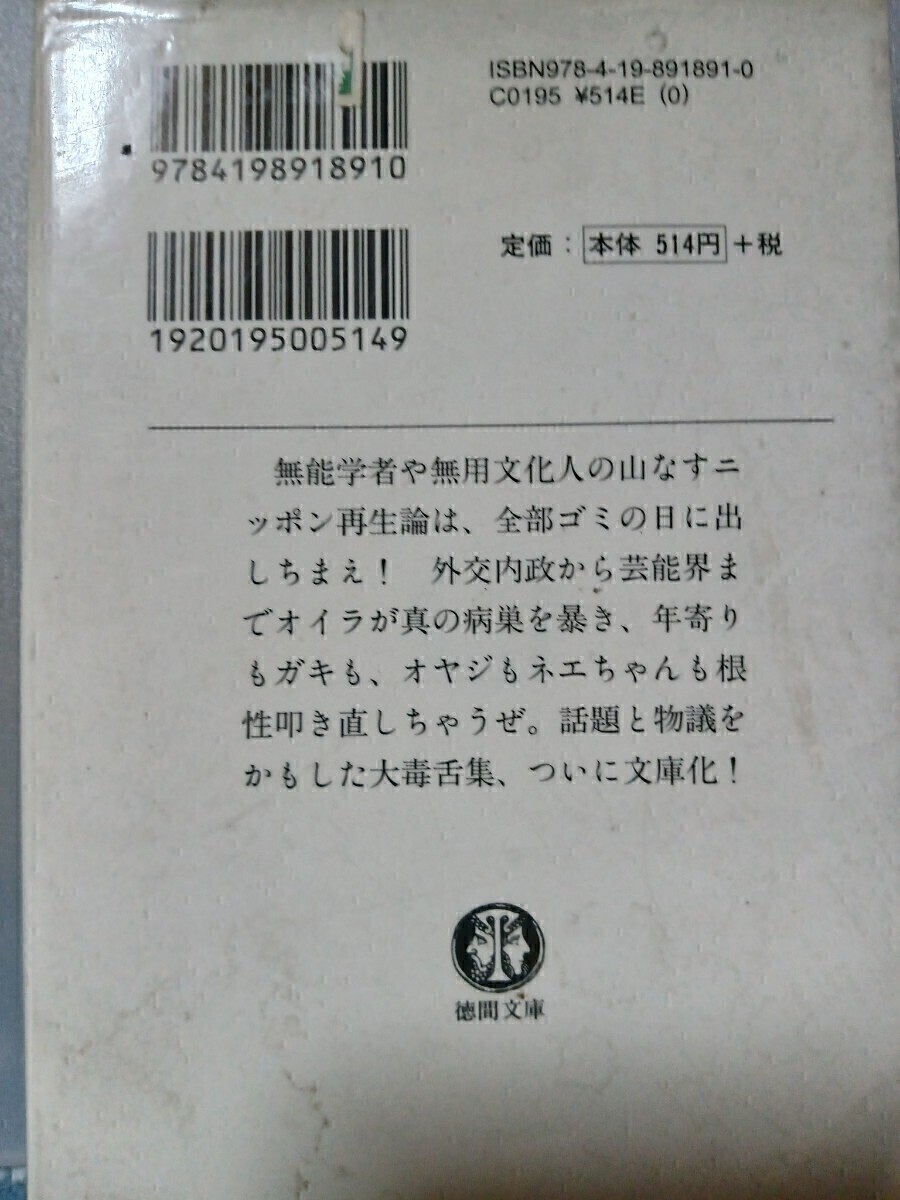 ISBN978-4-19-891891-0
C0195 ¥514E (0)
9784198918910
定価：本体 514円＋税
1920195005149
無能学者や無用文化人の山なすニ
ッポン再生論は、全部ゴミの日に出
しちまえ！ 外交内政から芸能界ま
でオイラが真の病巣を暴き、年寄り
もガキも、オヤジもネエちゃんも根
性叩き直しちゃうぜ。話題と物議を
かもした大毒舌集、ついに文庫化！
徳間文庫